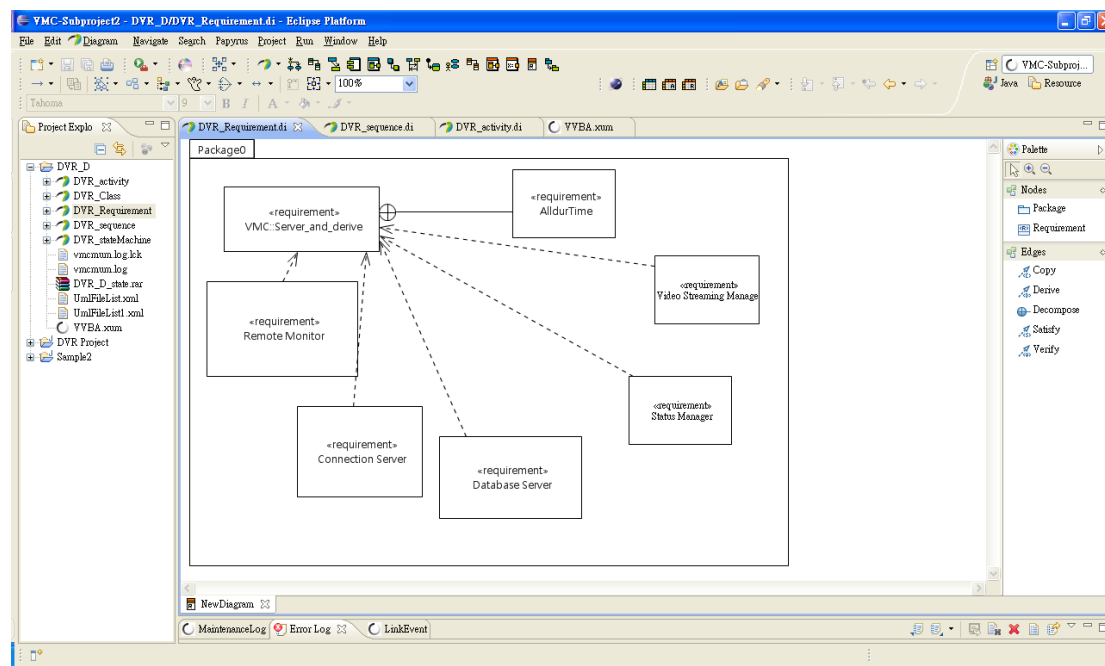 VMC-Subproject2 - DVR_D/DVR_Requirement.di - Eclipse Platform
File Edit Diagram Navigate Search Papyrus Project Run Window Help
100%
VMC-Subproj...
Tahoma 9 B I A
Java Resource
Project Explo
DVR_Requirement.di DVR_sequence.di DVR_activity.di VVBA.xum
DVR_D
DVR_activity
DVR_Class
DVR_Requirement
DVR_sequence
DVR_stateMachine
vmcmum.log.lck
vmcmum.log
DVR_D_state.rar
UmlFileList.xml
UmlFileList1.xml
VVBA.xum
DVR Project
Sample2
Package0
«requirement»
VMC::Server_and_derive
«requirement»
AlldurTime
«requirement»
Video Streaming Manage
«requirement»
Remote Monitor
«requirement»
Status Manager
«requirement»
Connection Server
«requirement»
Database Server
Palette
Nodes
Package
Requirement
Edges
Copy
Derive
Decompose
Satisfy
Verify
NewDiagram
MaintenanceLog Error Log LinkEvent